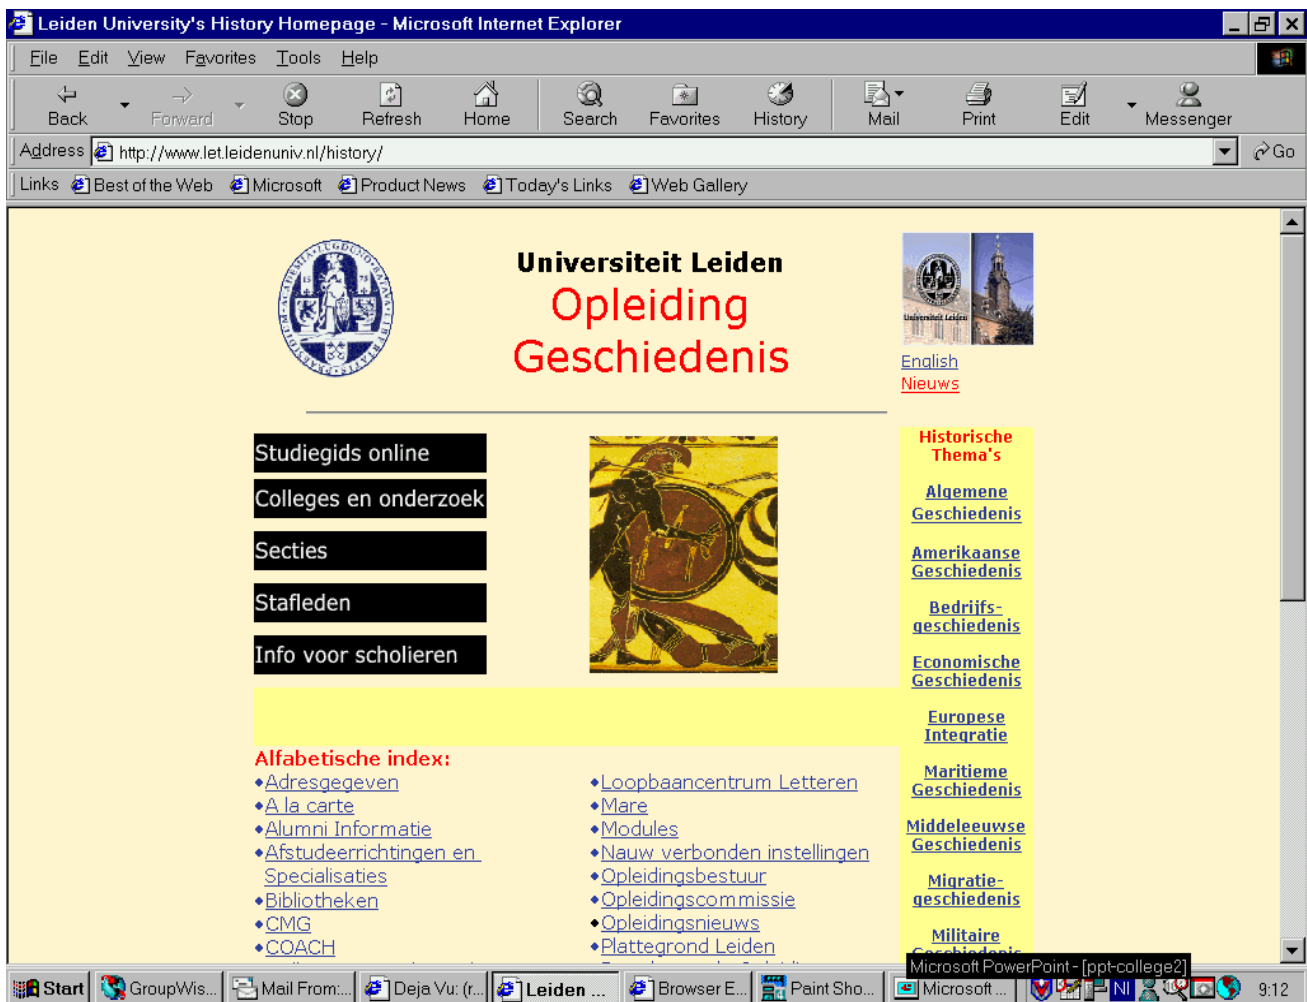 Leiden University's History Homepage - Microsoft Internet Explorer
File Edit View Favorites Tools Help
Back Forward Stop Refresh Home Search Favorites History Mail Print Edit Messenger
Address http://www.let.leidenuniv.nl/history/ Go
Links Best of the Web Microsoft Product News Today's Links Web Gallery
Universiteit Leiden
Opleiding
Geschiedenis
Universiteit Leiden
English
Nieuws
Studiegids online
Colleges en onderzoek
Secties
Stafleden
Info voor scholieren
Historische
Thema's
Algemene
Geschiedenis
Amerikaanse
Geschiedenis
Bedrijfs-
geschiedenis
Economische
Geschiedenis
Europese
Integratie
Maritieme
Geschiedenis
Middeleeuwse
Geschiedenis
Migratie-
geschiedenis
Militaire
Alfabetische index:
Adresgegeven
A la carte
Alumni Informatie
Afstudeerrichtingen en
Specialisaties
Bibliotheken
CMG
COACH
Loopbaancentrum Letteren
Mare
Modules
Nauw verbonden instellingen
Opleidingsbestuur
Opleidingscommissie
Opleidingsnieuws
Plattegrond Leiden
Microsoft PowerPoint - [ppt-college2]
Start GroupWis... Mail From:... Deja Vu: (r... Leiden ... Browser E... Paint Sho... Microsoft ... Nl 9:12